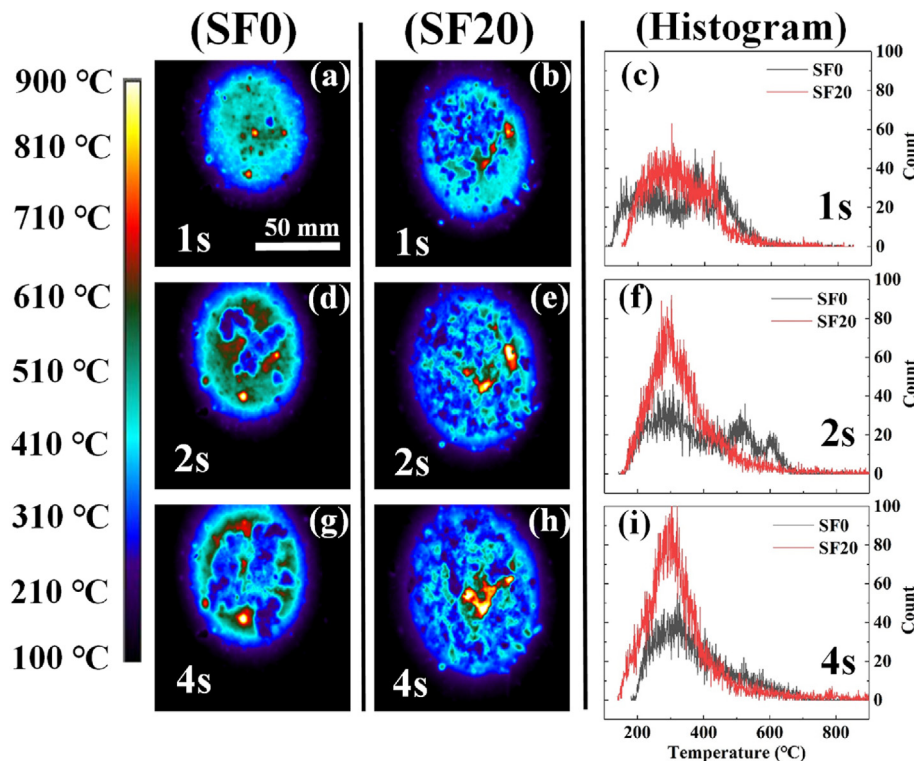 (SF0)
(SF20)
(Histogram)
900 ℃
810 ℃
710 ℃
610 ℃
510 ℃
410 ℃
310 ℃
210 ℃
100 ℃
(a)
1s
50 mm
(b)
1s
(c)
SF0
SF20
1s
100
80
60
40
20
0
Count
(d)
2s
(e)
2s
(f)
SF0
SF20
2s
100
80
60
40
20
0
Count
(g)
4s
(h)
4s
(i)
SF0
SF20
4s
100
80
60
40
20
0
Count
200
400
600
800
Temperature (℃)